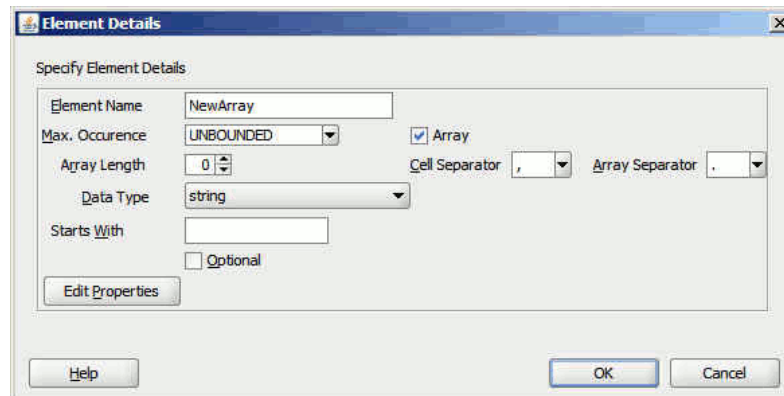 Element Details
Specify Element Details
Element Name NewArray
Max. Occurence UNBOUNDED Array
Array Length 0 Cell Separator , Array Separator .
Data Type string
Starts With
Optional
Edit Properties
Help OK Cancel